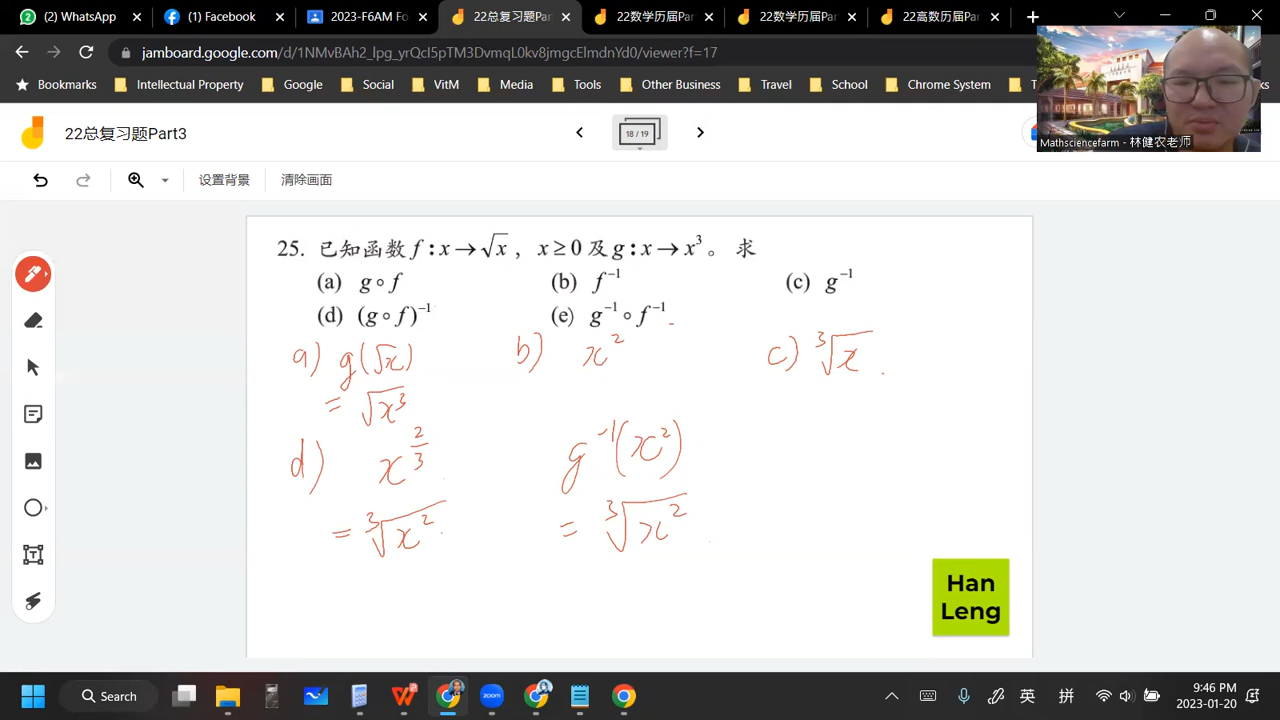 (1) WhatsApp
(1) Facebook
2023-F6AM Fo
22总复习题Part
22数学历届Par
22数学历届Par
22高数历届Part
jamboard.google.com/d/1NMvBAh2_lpg_yrOcl5pTM3DvmqL0kv8jmgcElmdnYd0/viewer?f=17
Bookmarks
Intellectual Property
Google
Social
VitM
Media
Tools
Other Business
Travel
School
Chrome System
Mathsciencefarm - 林健农老师
22总复习题Part3
18 / 19
设置背景
清除画面
25. 已知函数 f : x → √x , x ≥ 0 及 g : x → x³。求
(a) g∘f (b) f⁻¹ (c) g⁻¹
(d) (g∘f)⁻¹ (e) g⁻¹∘f⁻¹
a) g(√x) b) x² c) ∛x.
= √x³
d) x^(2/3) g⁻¹(x²)
= ∛x². = ∛x²
Han
Leng
Search
英
拼
9:46 PM
2023-01-20